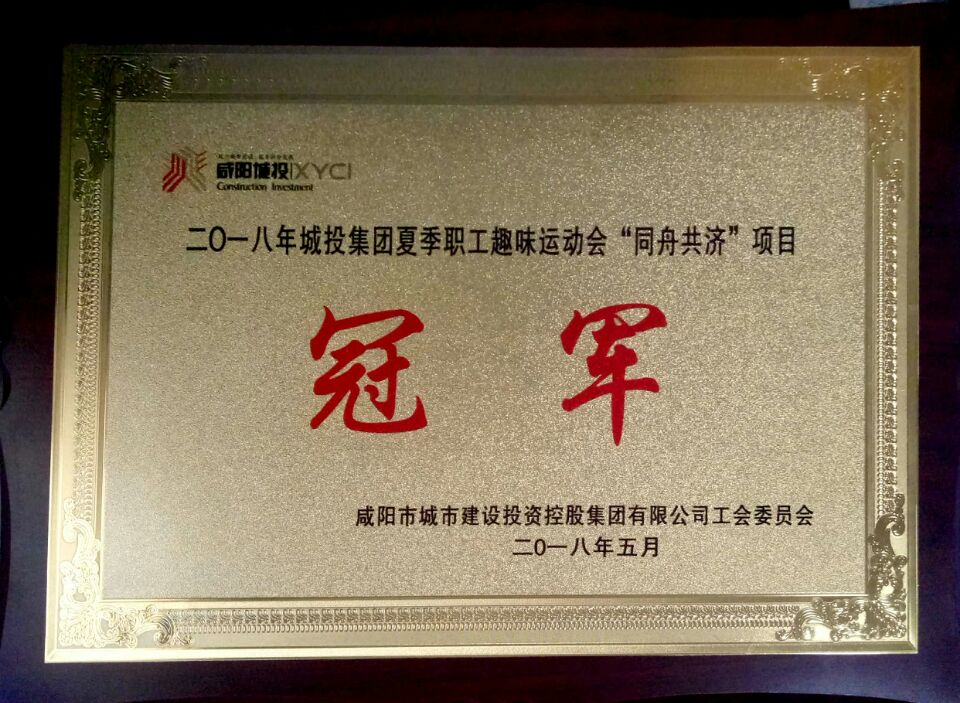 咸阳城投 XYCI
Construction Investment
二〇一八年城投集团夏季职工趣味运动会“同舟共济”项目
冠军
咸阳市城市建设投资控股集团有限公司工会委员会
二〇一八年五月